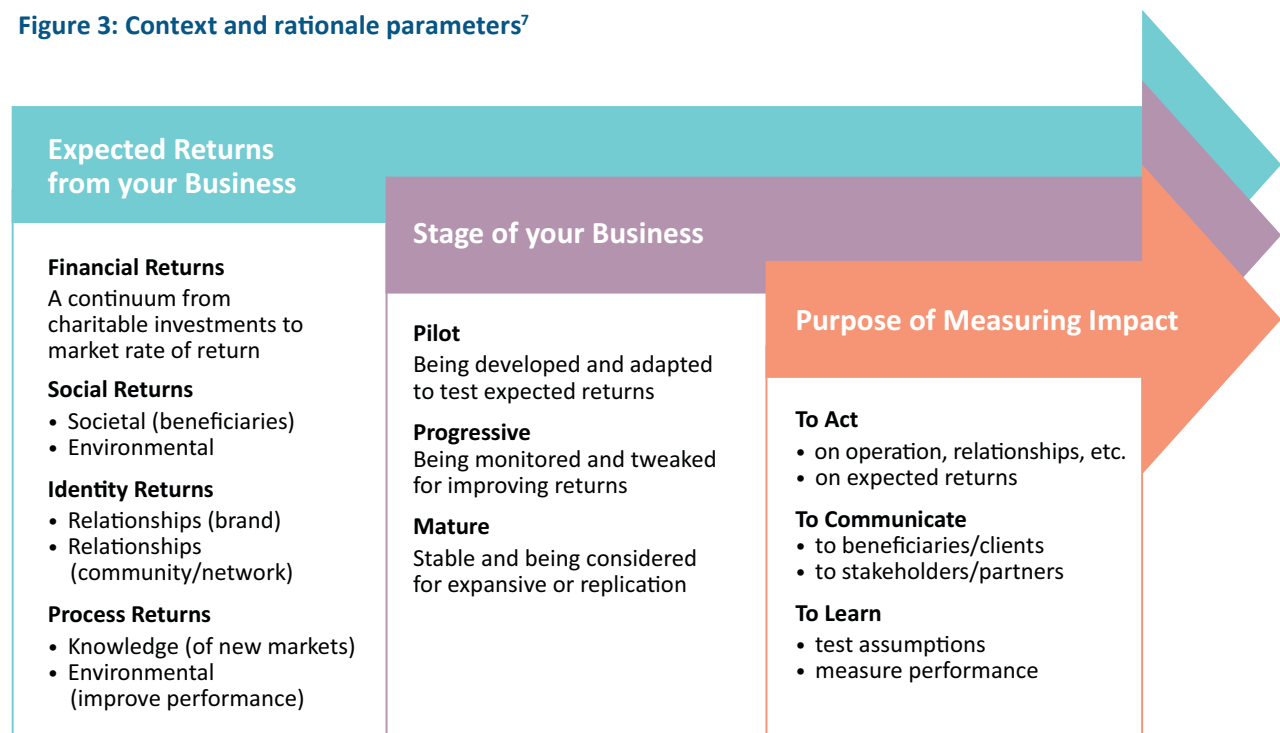 Figure 3: Context and rationale parameters7
Expected Returns
from your Business
Financial Returns
A continuum from
charitable investments to
market rate of return
Social Returns
• Societal (beneficiaries)
• Environmental
Identity Returns
• Relationships (brand)
• Relationships
(community/network)
Process Returns
• Knowledge (of new markets)
• Environmental
(improve performance)
Stage of your Business
Pilot
Being developed and adapted
to test expected returns
Progressive
Being monitored and tweaked
for improving returns
Mature
Stable and being considered
for expansive or replication
Purpose of Measuring Impact
To Act
• on operation, relationships, etc.
• on expected returns
To Communicate
• to beneficiaries/clients
• to stakeholders/partners
To Learn
• test assumptions
• measure performance